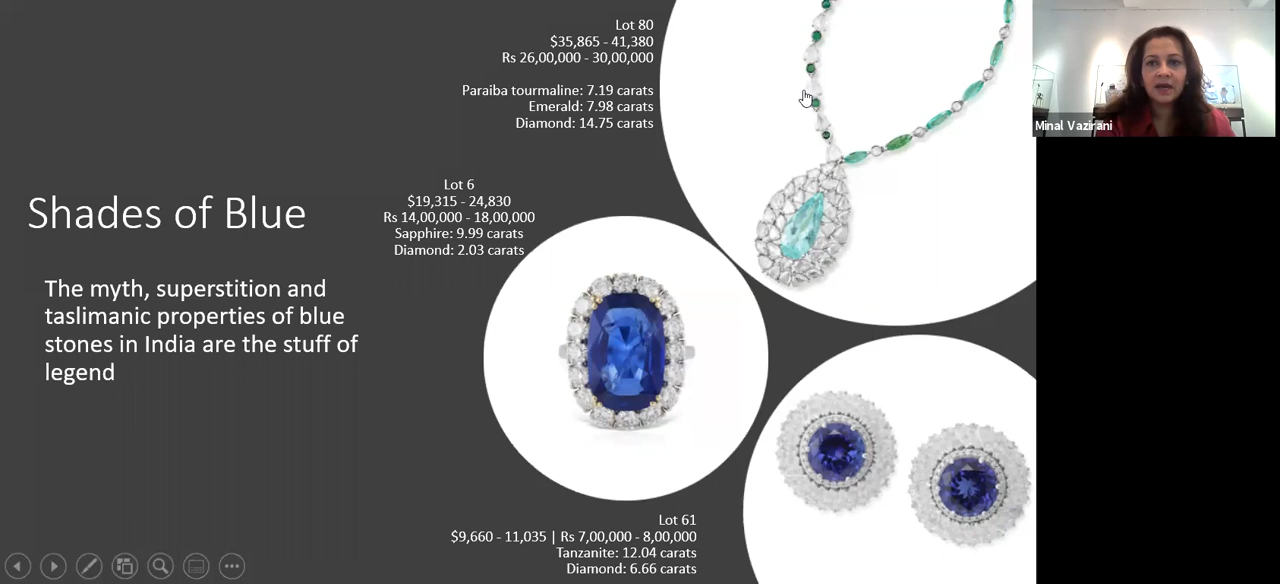 Lot 80
$35,865 - 41,380
Rs 26,00,000 - 30,00,000
Paraiba tourmaline: 7.19 carats
Emerald: 7.98 carats
Diamond: 14.75 carats
Minal Vazirani
Lot 6
$19,315 - 24,830
Rs 14,00,000 - 18,00,000
Sapphire: 9.99 carats
Diamond: 2.03 carats
Shades of Blue
The myth, superstition and
taslimanic properties of blue
stones in India are the stuff of
legend
Lot 61
$9,660 - 11,035 | Rs 7,00,000 - 8,00,000
Tanzanite: 12.04 carats
Diamond: 6.66 carats